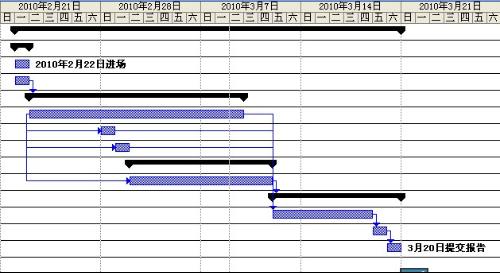 2010年2月21日 2010年2月28日 2010年3月7日 2010年3月14日 2010年3月21日
日 一 二 三 四 五 六 日 一 二 三 四 五 六 日 一 二 三 四 五 六 日 一 二 三 四 五 六 日 一 二 三 四 五 六
2010年2月22日进场
3月20日提交报告